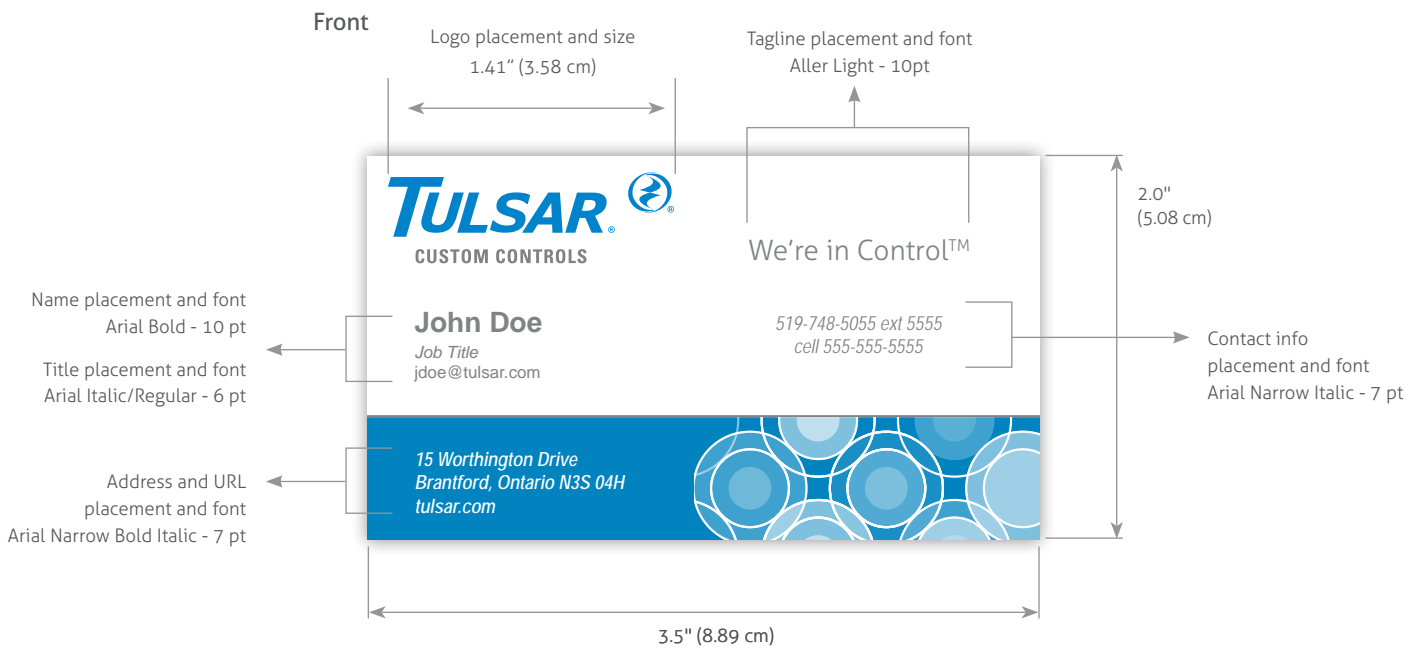 Front
Logo placement and size
1.41" (3.58 cm)
Tagline placement and font
Aller Light - 10pt
TULSAR®
®
CUSTOM CONTROLS
We're in Control™
2.0"
(5.08 cm)
Name placement and font
Arial Bold - 10 pt
Title placement and font
Arial Italic/Regular - 6 pt
John Doe
Job Title
jdoe@tulsar.com
519-748-5055 ext 5555
cell 555-555-5555
Contact info
placement and font
Arial Narrow Italic - 7 pt
Address and URL
placement and font
Arial Narrow Bold Italic - 7 pt
15 Worthington Drive
Brantford, Ontario N3S 04H
tulsar.com
3.5" (8.89 cm)